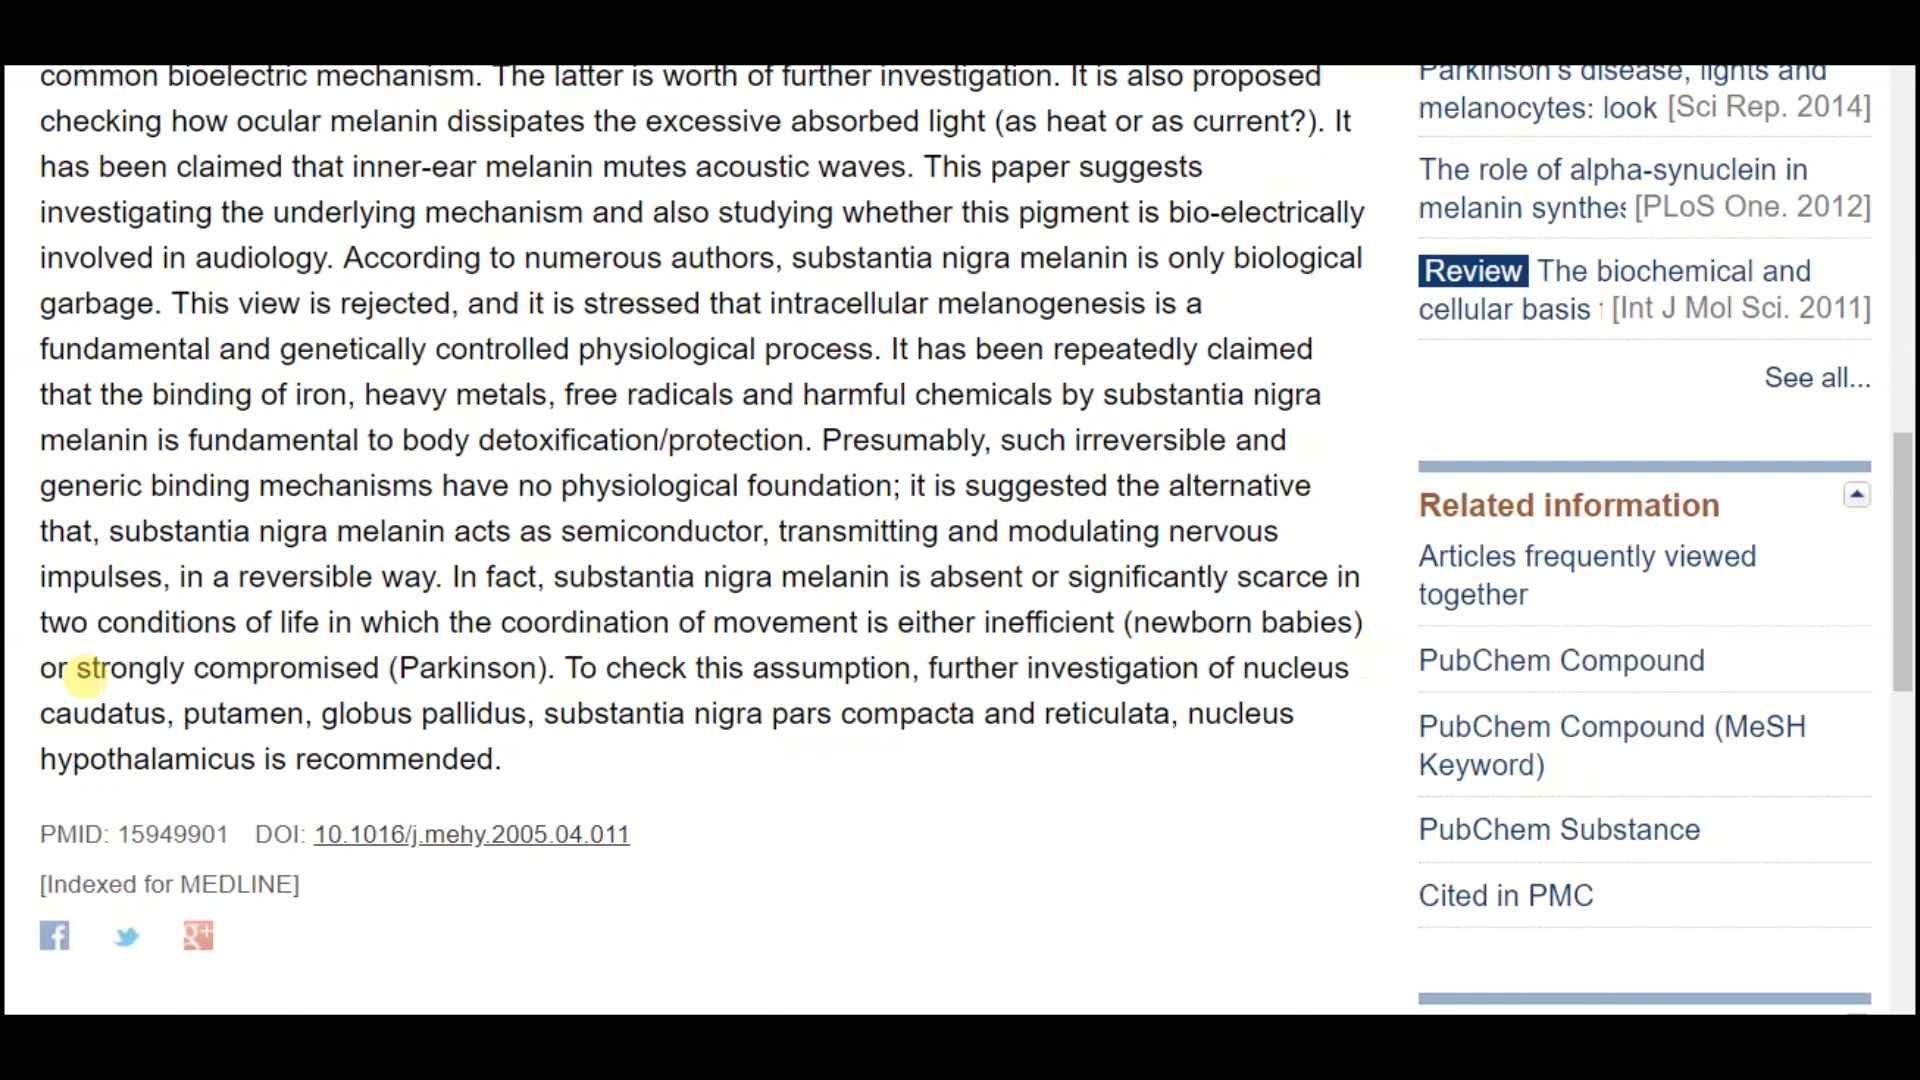 common bioelectric mechanism. The latter is worth of further investigation. It is also proposed
checking how ocular melanin dissipates the excessive absorbed light (as heat or as current?). It
has been claimed that inner-ear melanin mutes acoustic waves. This paper suggests
investigating the underlying mechanism and also studying whether this pigment is bio-electrically
involved in audiology. According to numerous authors, substantia nigra melanin is only biological
garbage. This view is rejected, and it is stressed that intracellular melanogenesis is a
fundamental and genetically controlled physiological process. It has been repeatedly claimed
that the binding of iron, heavy metals, free radicals and harmful chemicals by substantia nigra
melanin is fundamental to body detoxification/protection. Presumably, such irreversible and
generic binding mechanisms have no physiological foundation; it is suggested the alternative
that, substantia nigra melanin acts as semiconductor, transmitting and modulating nervous
impulses, in a reversible way. In fact, substantia nigra melanin is absent or significantly scarce in
two conditions of life in which the coordination of movement is either inefficient (newborn babies)
or strongly compromised (Parkinson). To check this assumption, further investigation of nucleus
caudatus, putamen, globus pallidus, substantia nigra pars compacta and reticulata, nucleus
hypothalamicus is recommended.
PMID: 15949901 DOI: 10.1016/j.mehy.2005.04.011
[Indexed for MEDLINE]
f
g+
Parkinson's disease, lights and
melanocytes: look [Sci Rep. 2014]
The role of alpha-synuclein in
melanin synthes [PLoS One. 2012]
Review The biochemical and
cellular basis [Int J Mol Sci. 2011]
See all...
Related information
Articles frequently viewed
together
PubChem Compound
PubChem Compound (MeSH
Keyword)
PubChem Substance
Cited in PMC